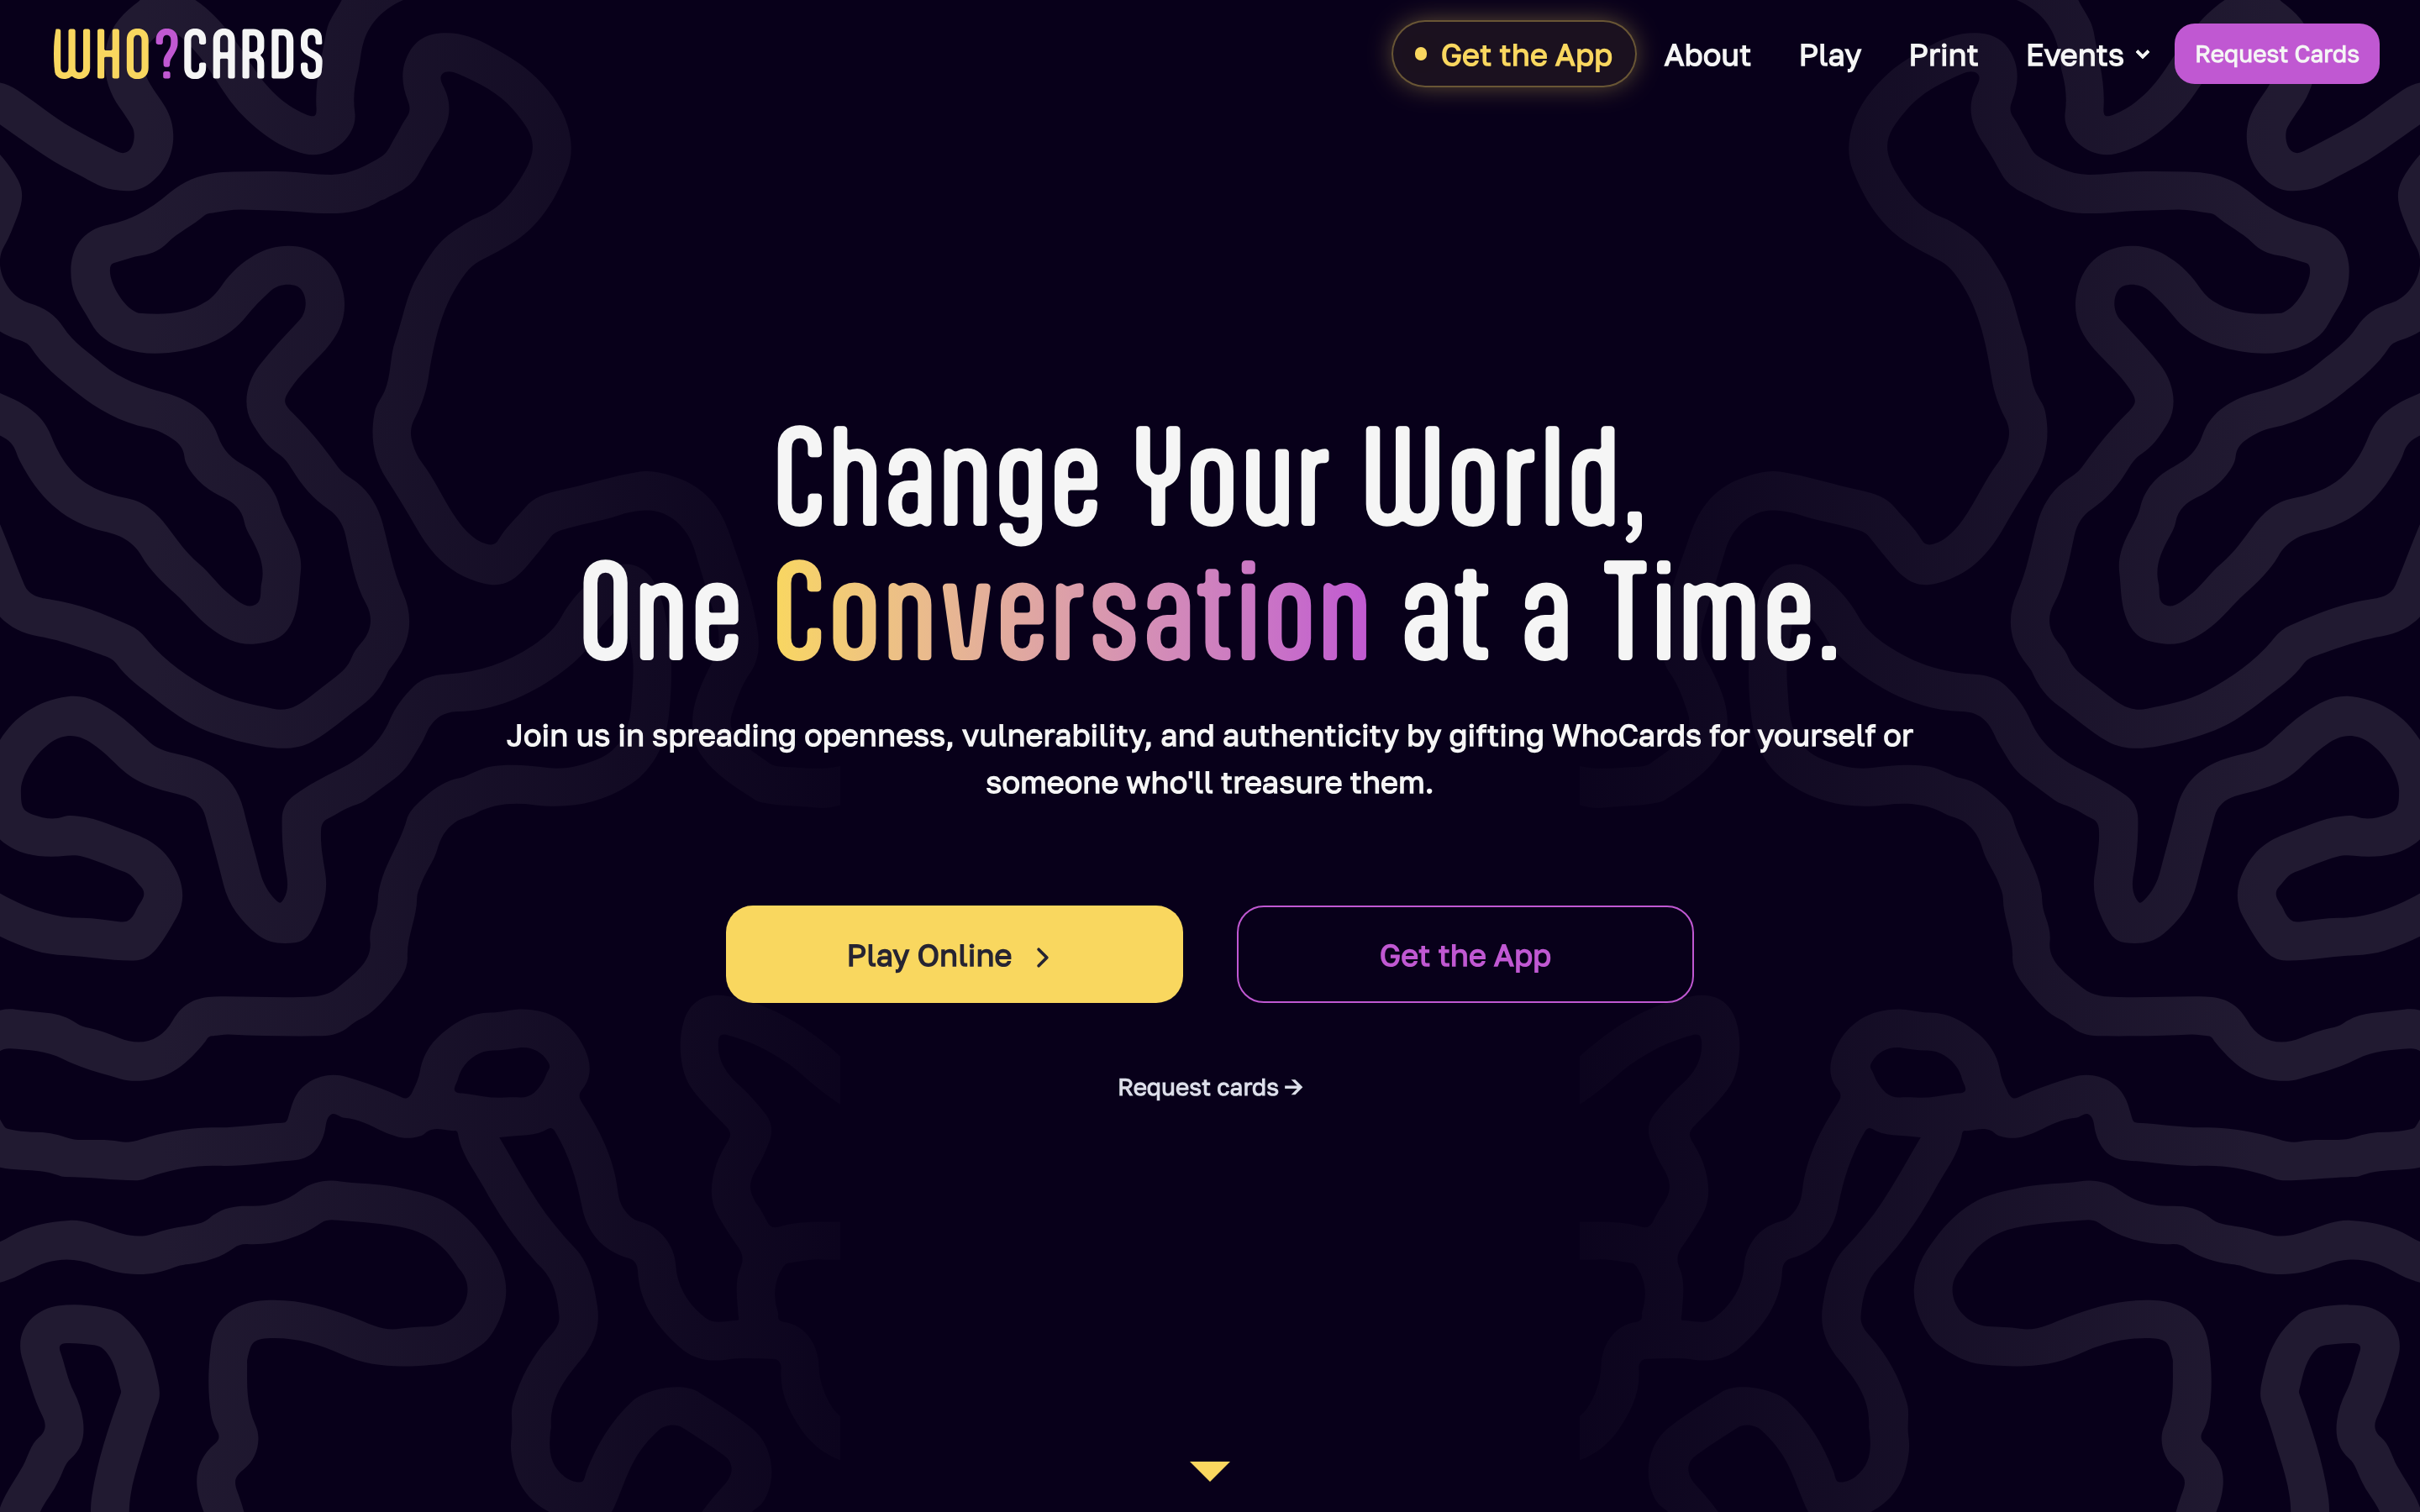 WHO?CARDS
Get the App
About
Play
Print
Events
Request Cards
Change Your World,
One Conversation at a Time.
Join us in spreading openness, vulnerability, and authenticity by gifting WhoCards for yourself or
someone who'll treasure them.
Play Online
Get the App
Request cards →